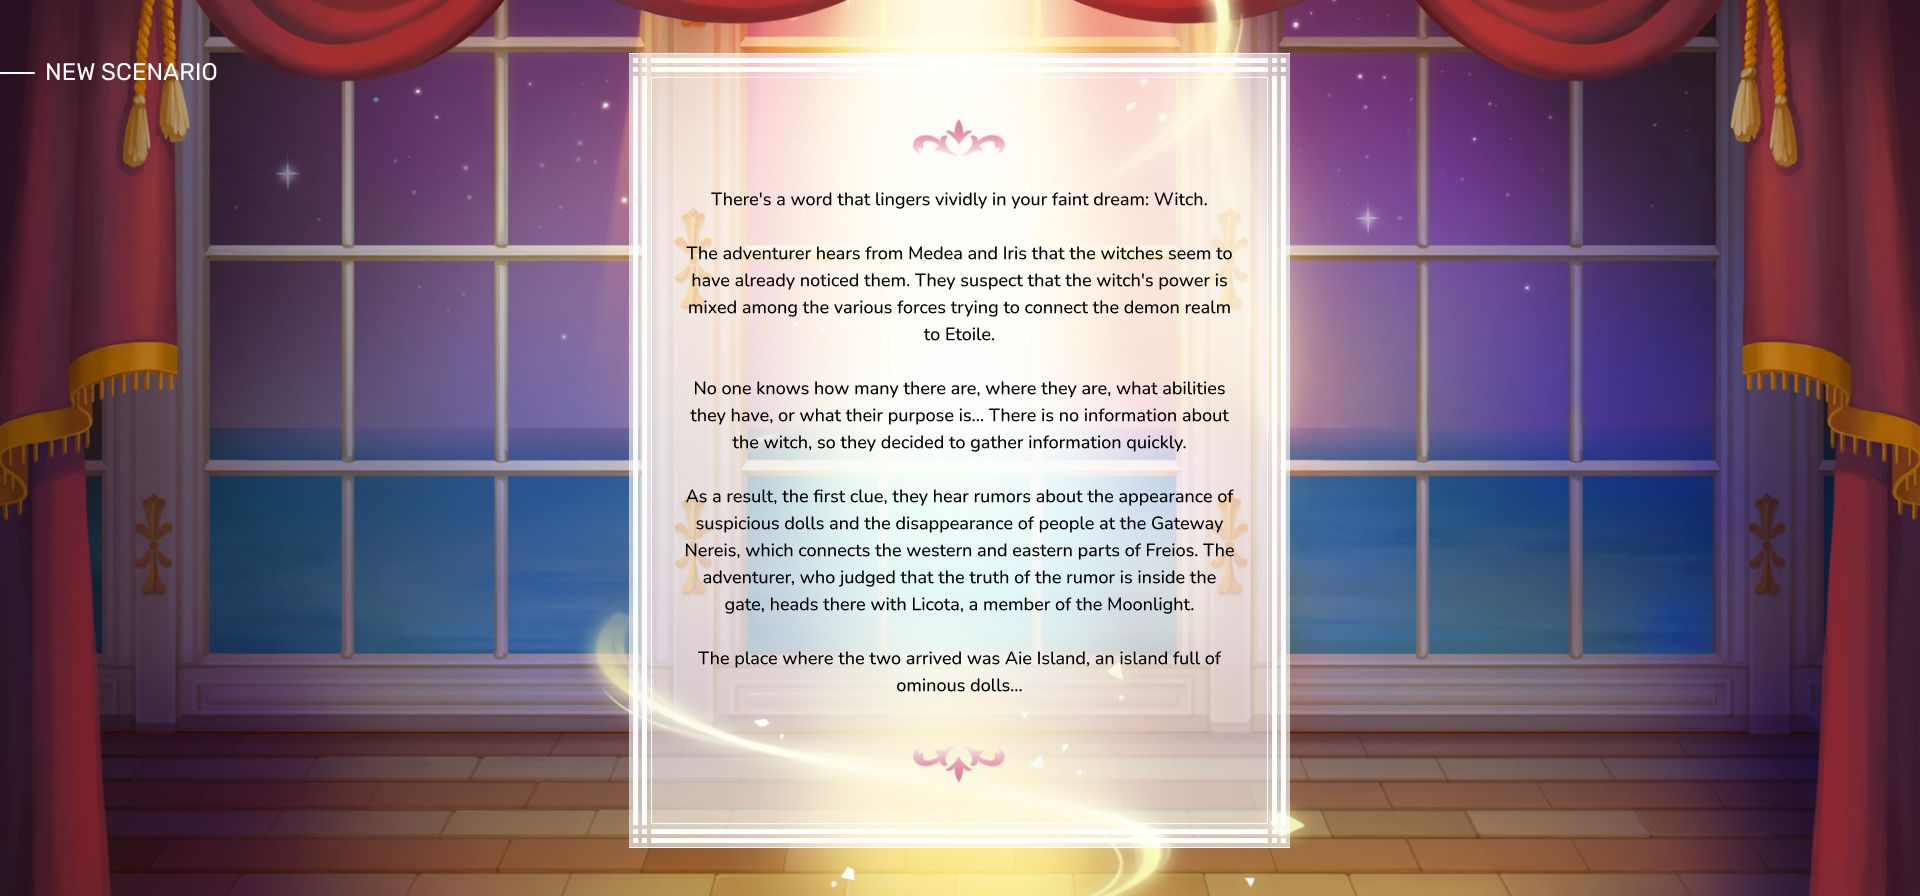 NEW SCENARIO
There's a word that lingers vividly in your faint dream: Witch.
The adventurer hears from Medea and Iris that the witches seem to
have already noticed them. They suspect that the witch's power is
mixed among the various forces trying to connect the demon realm
to Etoile.
No one knows how many there are, where they are, what abilities
they have, or what their purpose is... There is no information about
the witch, so they decided to gather information quickly.
As a result, the first clue, they hear rumors about the appearance of
suspicious dolls and the disappearance of people at the Gateway
Nereis, which connects the western and eastern parts of Freios. The
adventurer, who judged that the truth of the rumor is inside the
gate, heads there with Licota, a member of the Moonlight.
The place where the two arrived was Aie Island, an island full of
ominous dolls...